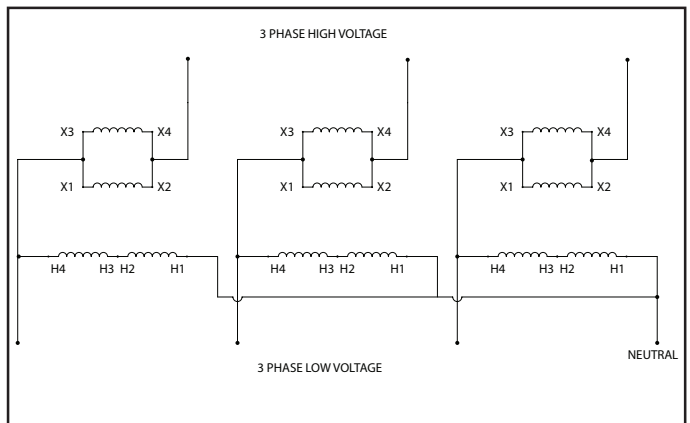 3 PHASE HIGH VOLTAGE
X3 X4 X3 X4 X3 X4
X1 X2 X1 X2 X1 X2
H4 H3 H2 H1 H4 H3 H2 H1 H4 H3 H2 H1
NEUTRAL
3 PHASE LOW VOLTAGE